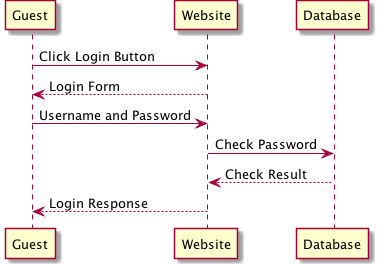 Guest
Website
Database
Click Login Button
Login Form
Username and Password
Check Password
Check Result
Login Response
Guest
Website
Database